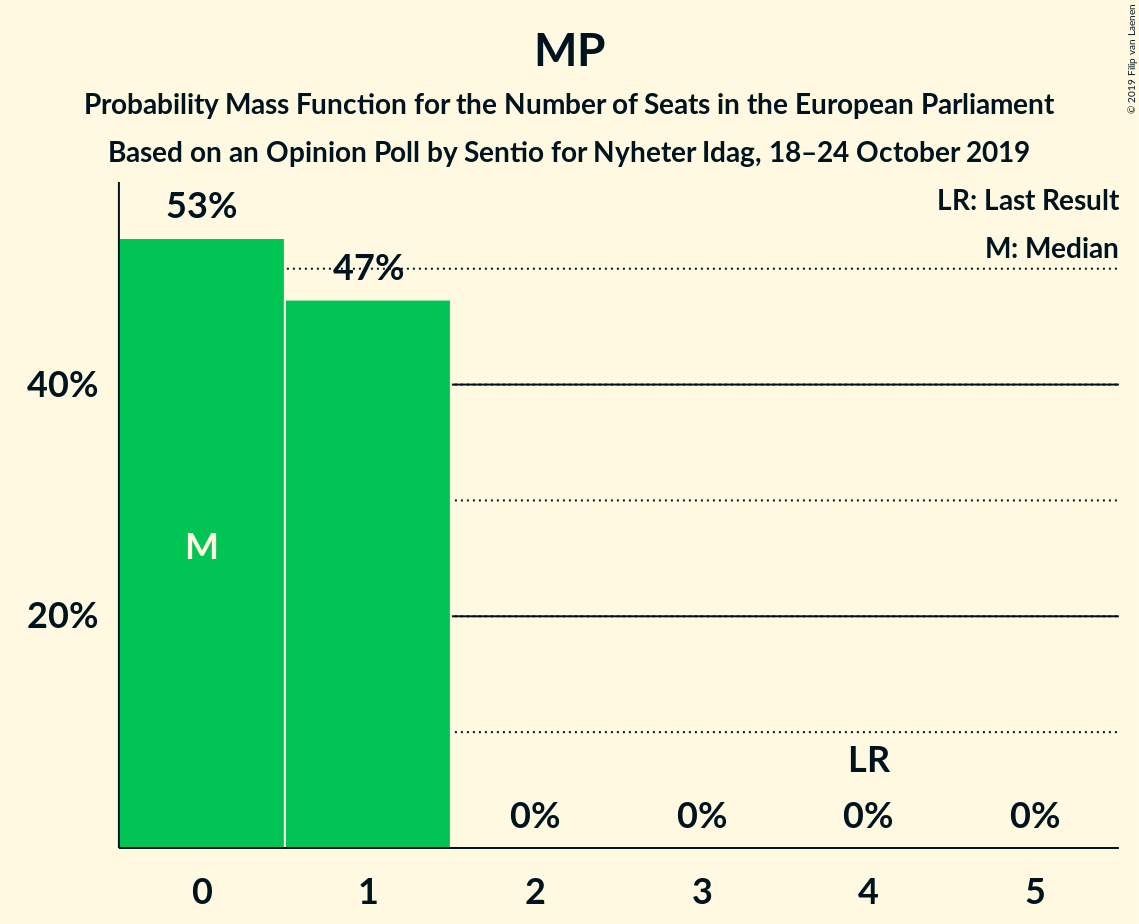 MP
Probability Mass Function for the Number of Seats in the European Parliament
Based on an Opinion Poll by Sentio for Nyheter Idag, 18–24 October 2019
© 2019 Filip van Laenen
LR: Last Result
M: Median
53%
47%
40%
20%
M
LR
0% 0% 0% 0%
0 1 2 3 4 5